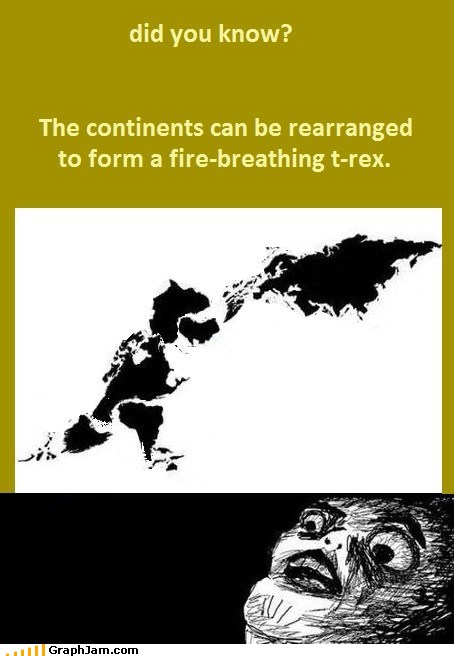 did you know?
The continents can be rearranged
to form a fire-breathing t-rex.
GraphJam.com